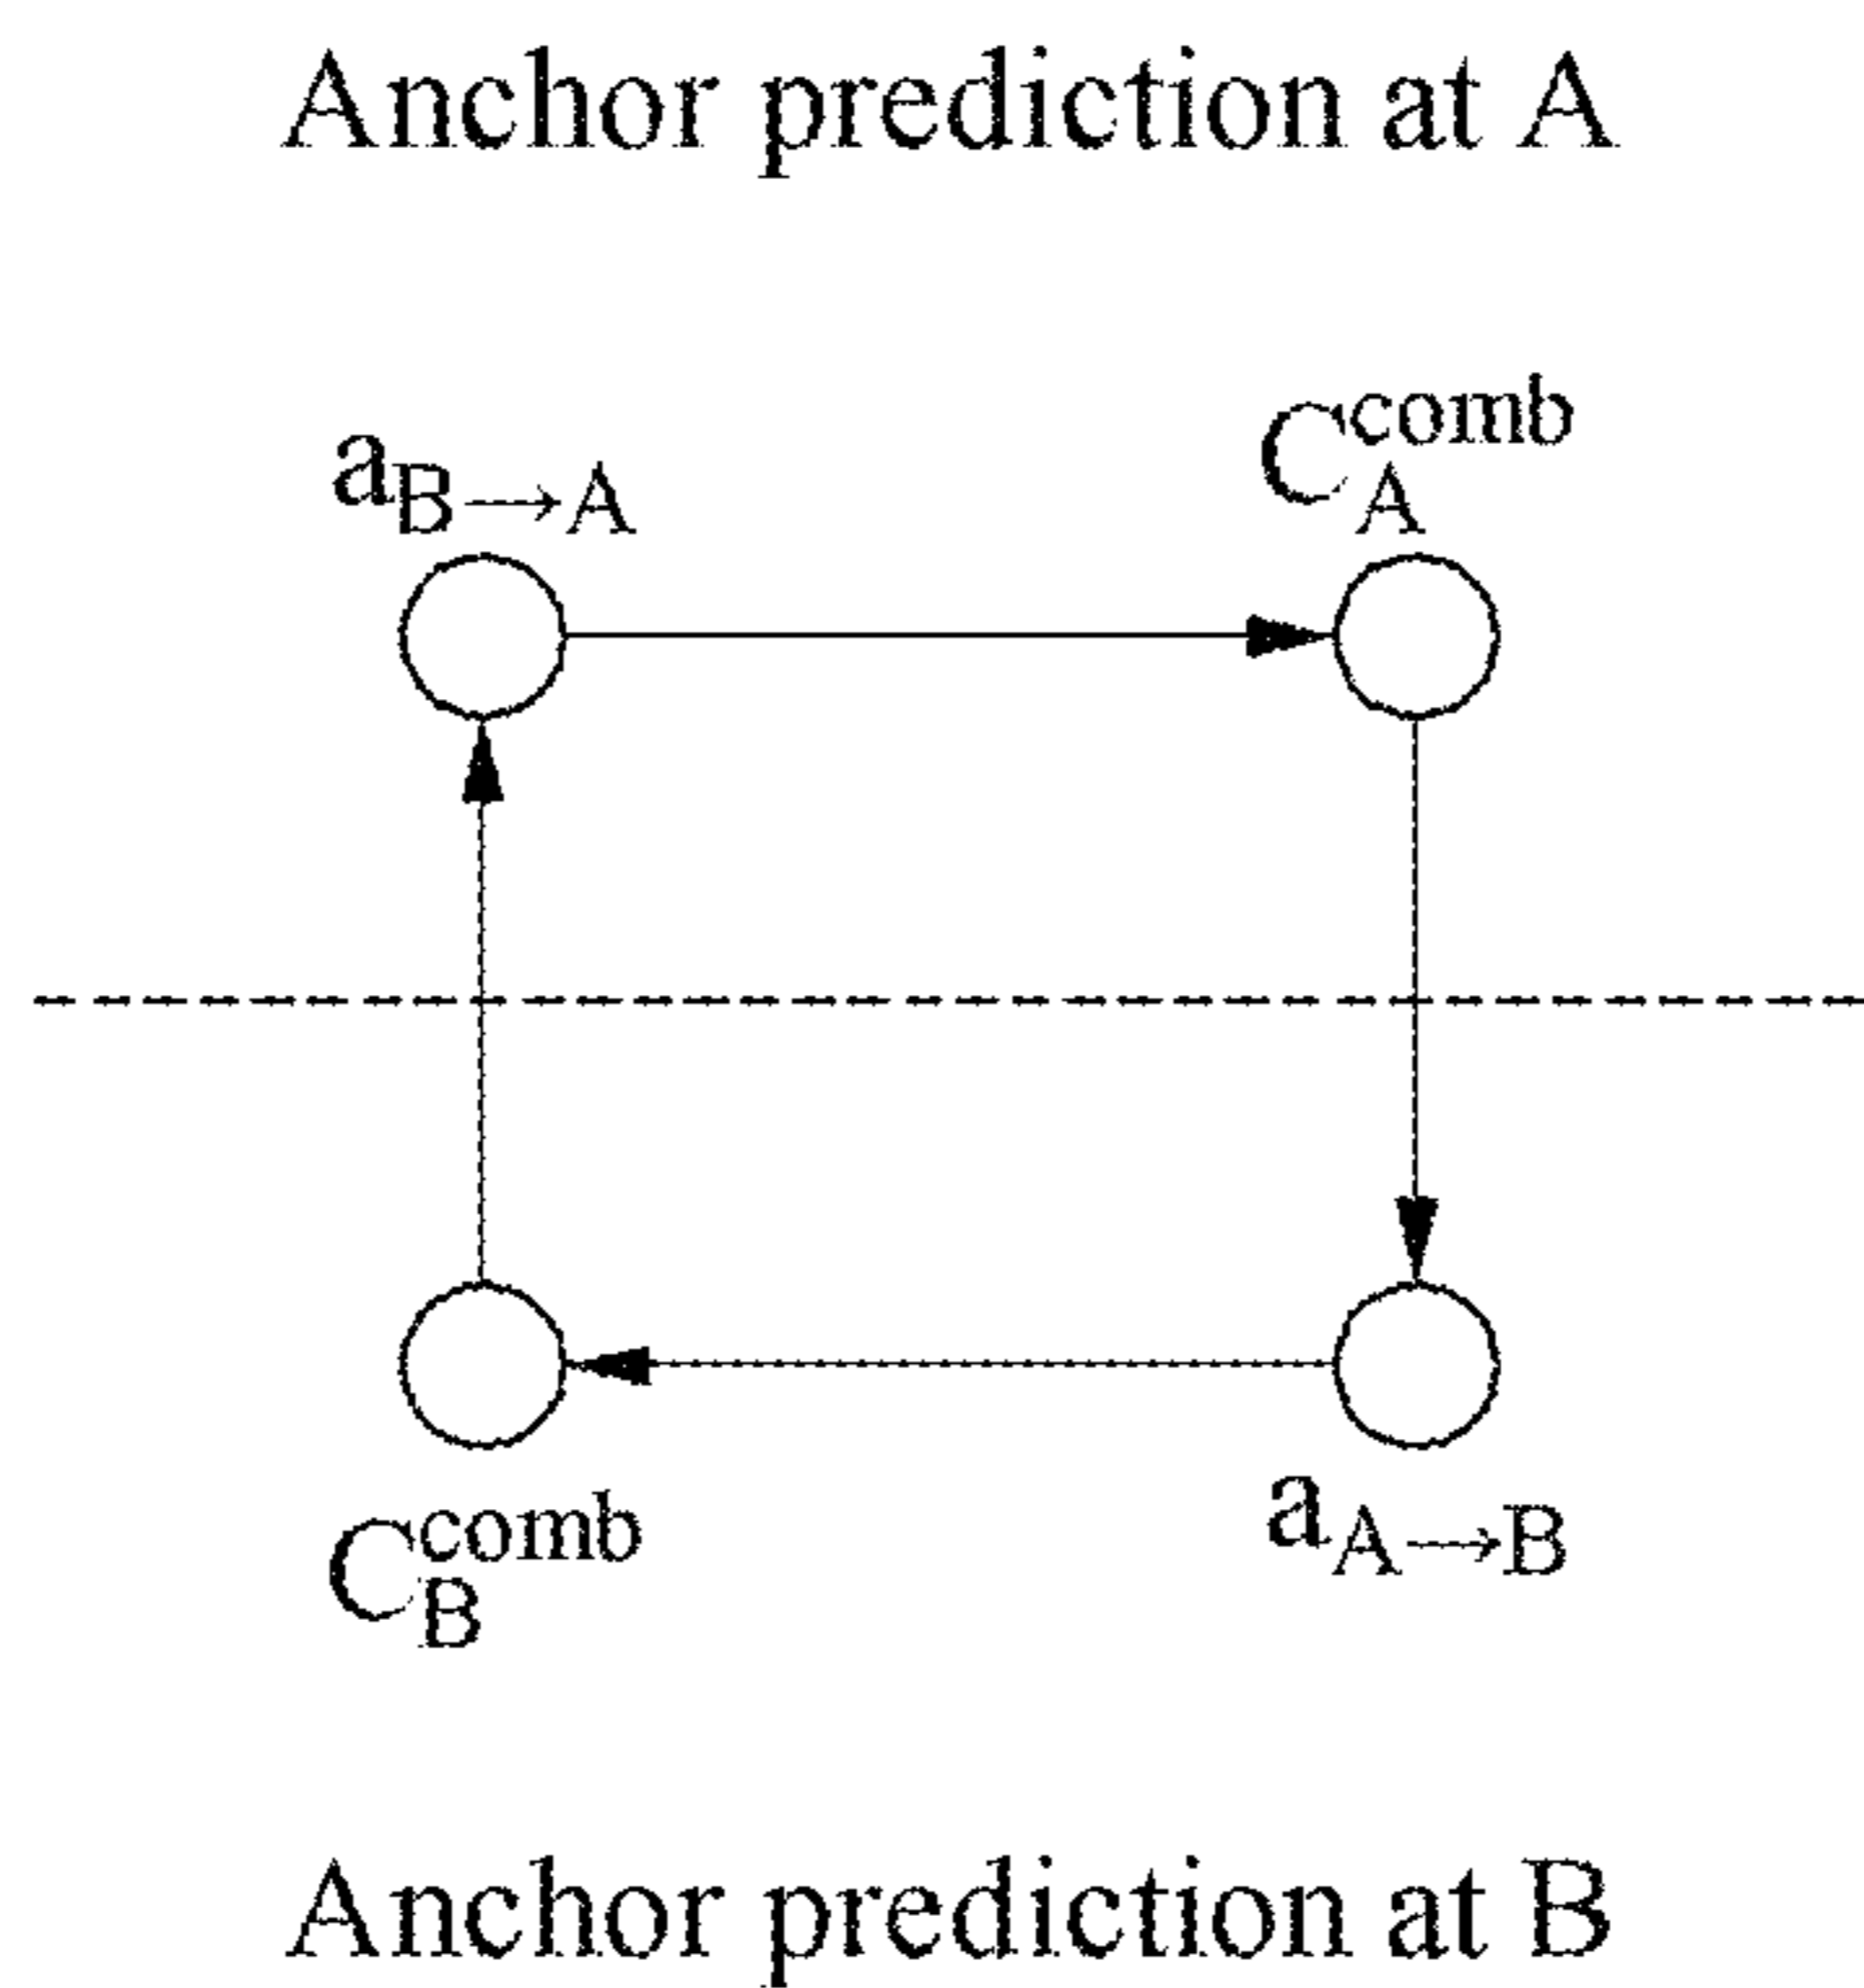 Anchor prediction at A
a_{B→A}
C_A^{comb}
C_B^{comb}
a_{A→B}
Anchor prediction at B